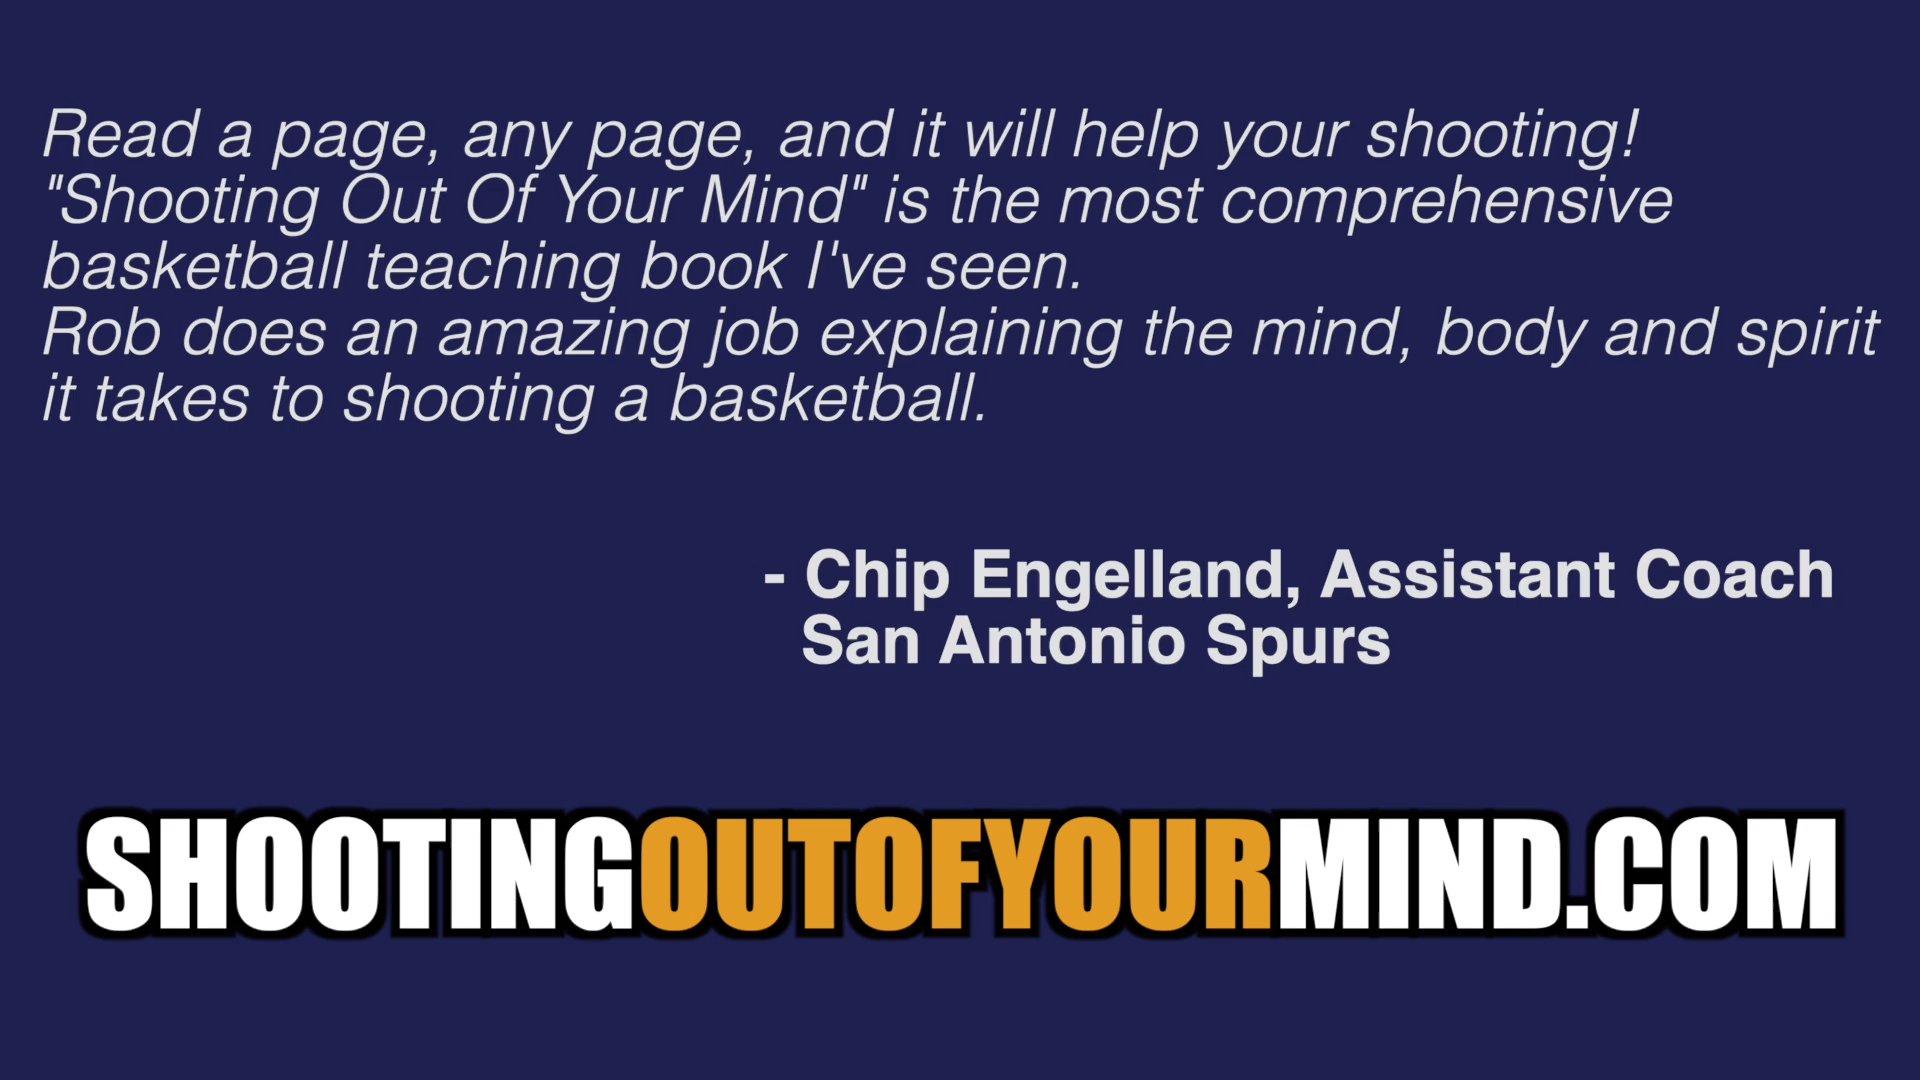 Read a page, any page, and it will help your shooting!
"Shooting Out Of Your Mind" is the most comprehensive
basketball teaching book I've seen.
Rob does an amazing job explaining the mind, body and spirit
it takes to shooting a basketball.
- Chip Engelland, Assistant Coach
San Antonio Spurs
SHOOTINGOUTOFYOURMIND.COM